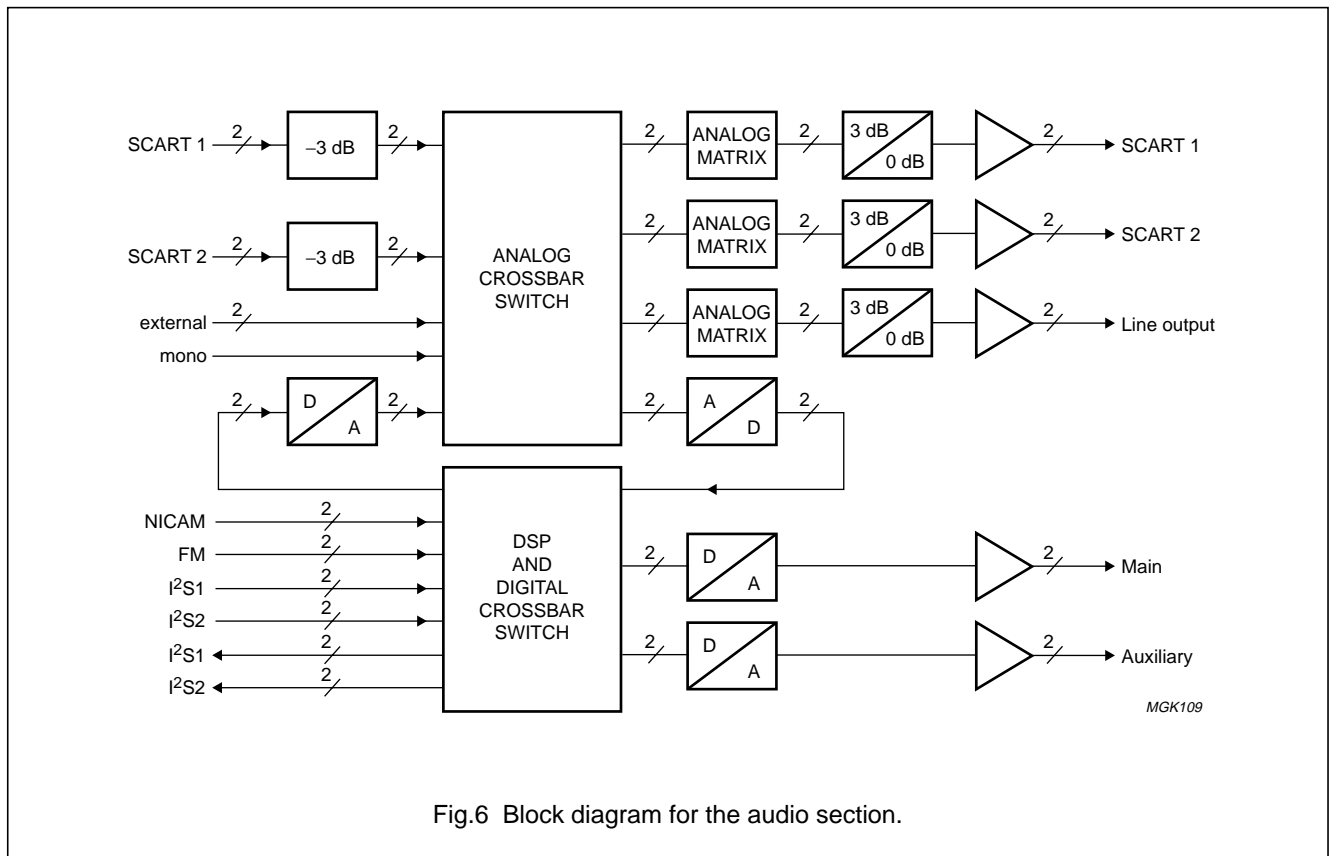 SCART 1 2 –3 dB 2 2 ANALOG MATRIX 2 3 dB 0 dB 2 SCART 1
SCART 2 2 –3 dB 2 ANALOG CROSSBAR SWITCH 2 ANALOG MATRIX 2 3 dB 0 dB 2 SCART 2
external 2 2 ANALOG MATRIX 2 3 dB 0 dB 2 Line output
mono
2 D A 2 2 A D 2
NICAM 2
FM 2
I²S1 2
I²S2 2
I²S1 2
I²S2 2
DSP
AND
DIGITAL
CROSSBAR
SWITCH
2 D A 2 Main
2 D A 2 Auxiliary
MGK109
Fig.6 Block diagram for the audio section.